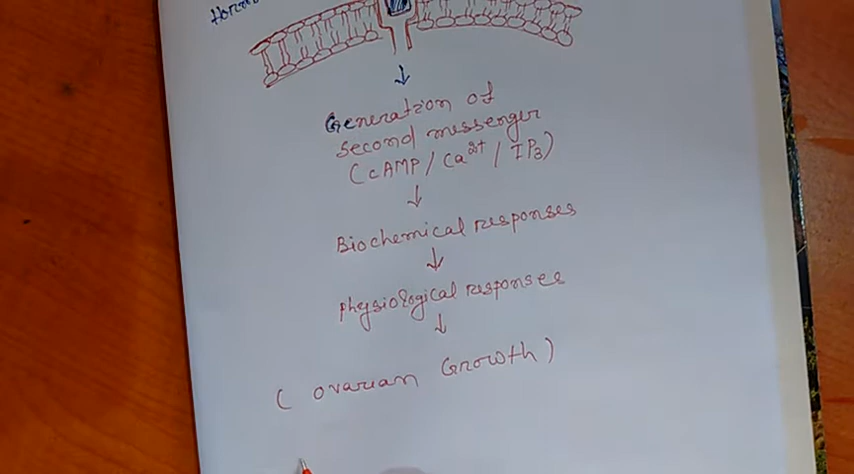 Generation of
second messenger
(cAMP / Ca2+ / IP3)
↓
Biochemical responses
↓
Physiological responses
↓
( ovarian Growth )